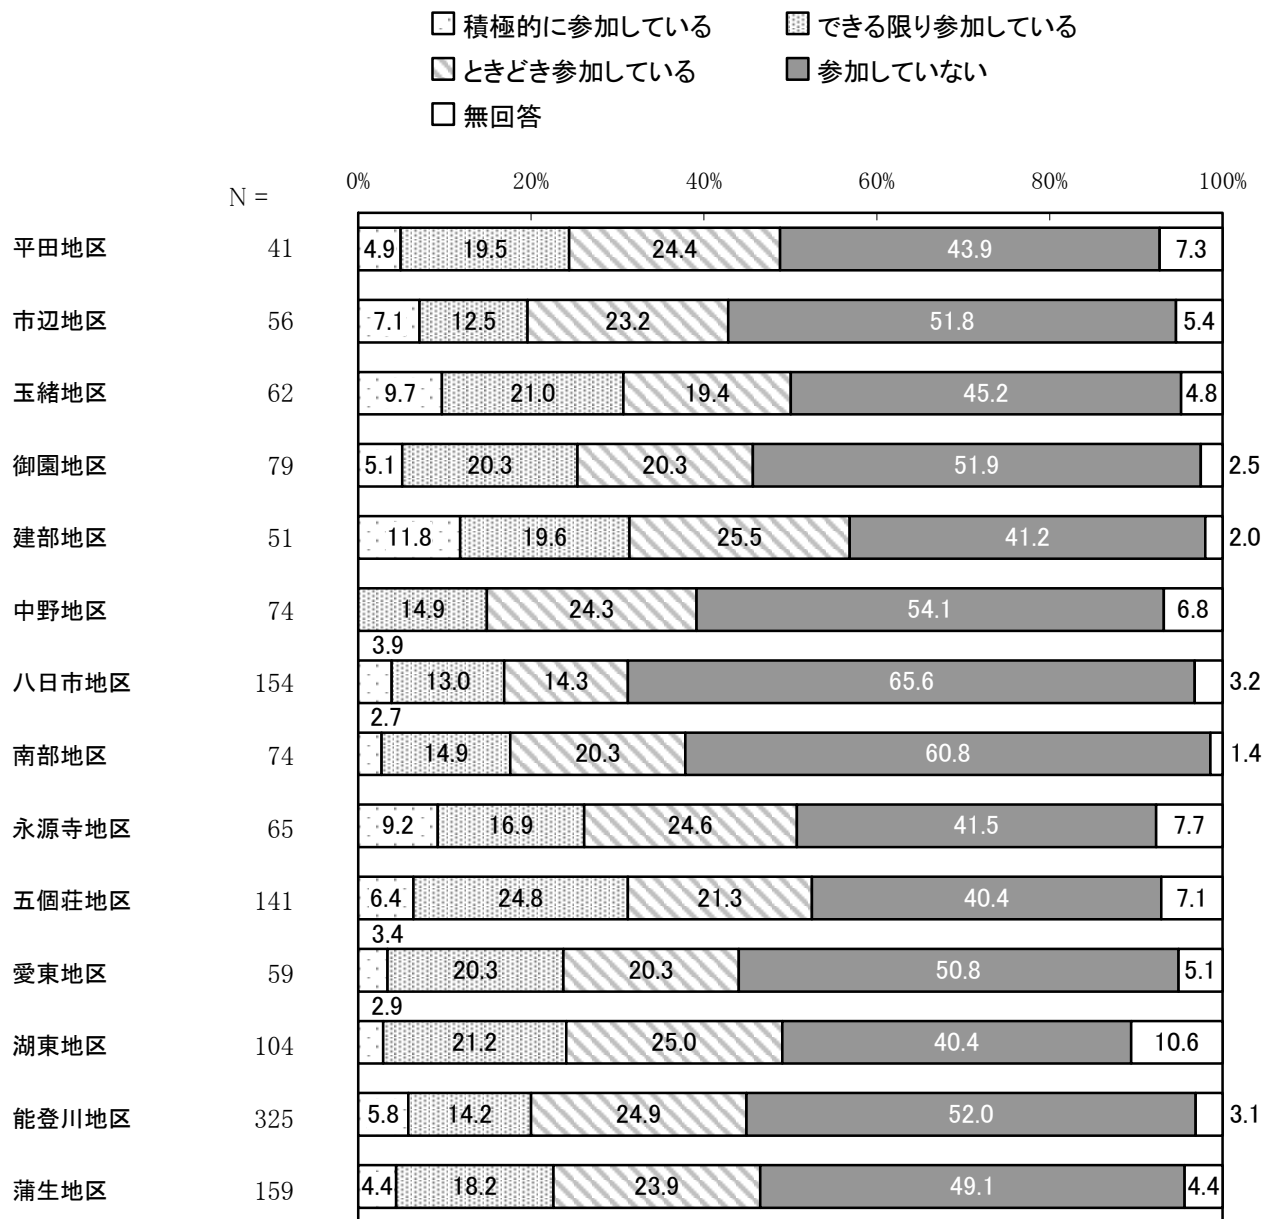 積極的に参加している できる限り参加している
ときどき参加している 参加していない
無回答
N = 0% 20% 40% 60% 80% 100%
平田地区 41 4.9 19.5 24.4 43.9 7.3
市辺地区 56 7.1 12.5 23.2 51.8 5.4
玉緒地区 62 9.7 21.0 19.4 45.2 4.8
御園地区 79 5.1 20.3 20.3 51.9 2.5
建部地区 51 11.8 19.6 25.5 41.2 2.0
中野地区 74 14.9 24.3 54.1 6.8
3.9
八日市地区 154 13.0 14.3 65.6 3.2
2.7
南部地区 74 14.9 20.3 60.8 1.4
永源寺地区 65 9.2 16.9 24.6 41.5 7.7
五個荘地区 141 6.4 24.8 21.3 40.4 7.1
3.4
愛東地区 59 20.3 20.3 50.8 5.1
2.9
湖東地区 104 21.2 25.0 40.4 10.6
能登川地区 325 5.8 14.2 24.9 52.0 3.1
蒲生地区 159 4.4 18.2 23.9 49.1 4.4